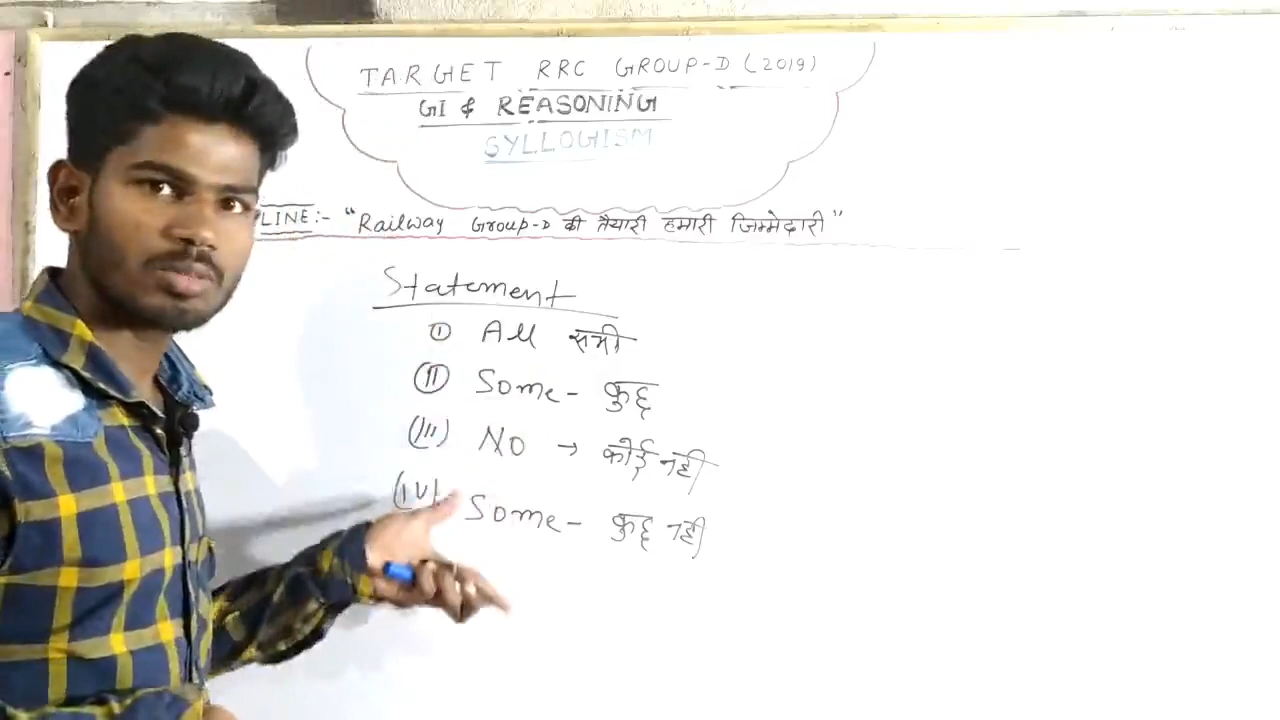 TARGET RRC GROUP-D (2019)
GI & REASONING
SYLLOGISM
LINE:- "Railway Group-D की तैयारी हमारी जिम्मेदारी"
Statement
(I) All सभी
(II) Some - कुछ
(III) No → कोई नहीं
(IV) Some - कुछ नहीं